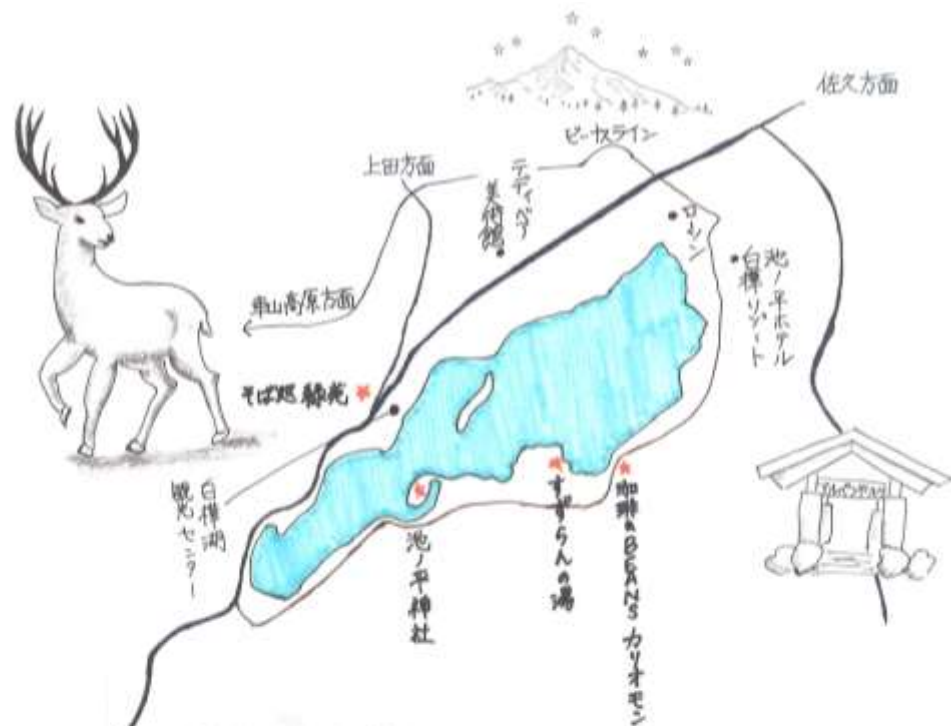 佐久方面
ビーナスライン
上田方面
テディベア
美術館
ローソン
池ノ平ホテル
白樺リゾート
車山高原方面
そば処 緑苑
白樺湖
観光センター
池ノ平神社
すずらんの湯
珈琲のBEANS カリオモン